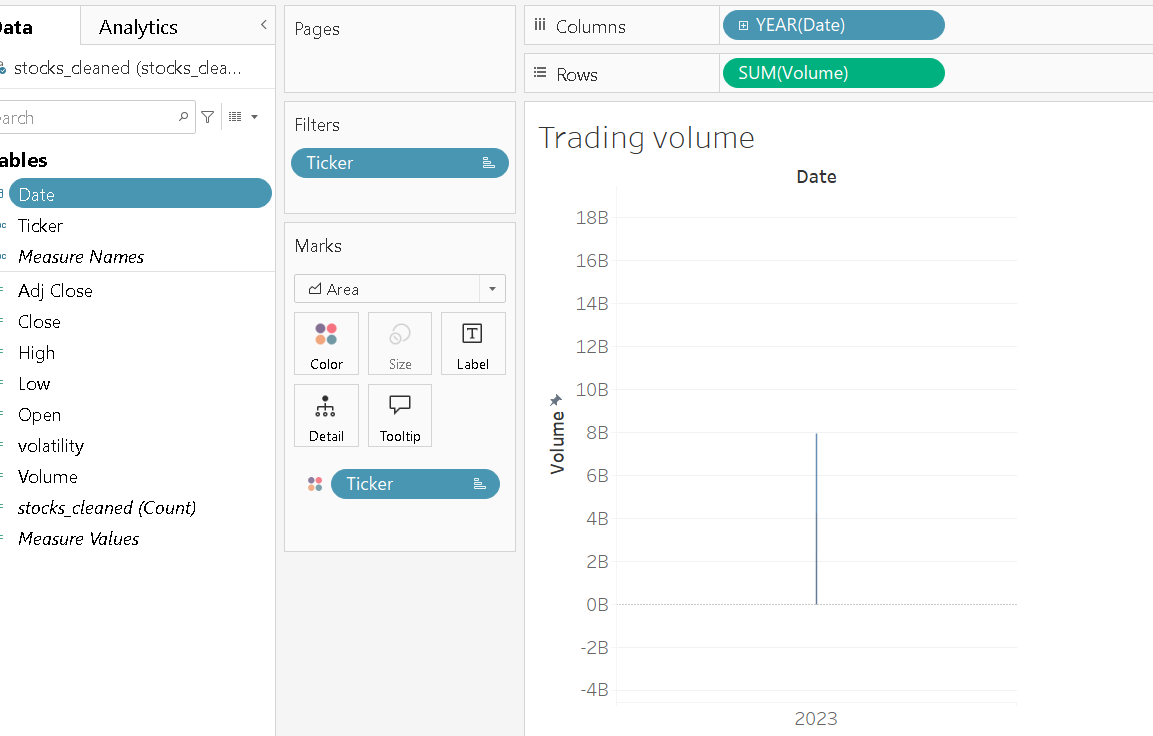 ata
Analytics
stocks_cleaned (stocks_clea...
earch
ables
Date
Ticker
Measure Names
Adj Close
Close
High
Low
Open
volatility
Volume
stocks_cleaned (Count)
Measure Values
Pages
Filters
Ticker
Marks
Area
Color
Size
Label
Detail
Tooltip
Ticker
Columns
YEAR(Date)
Rows
SUM(Volume)
Trading volume
Date
Volume
18B
16B
14B
12B
10B
8B
6B
4B
2B
0B
-2B
-4B
2023